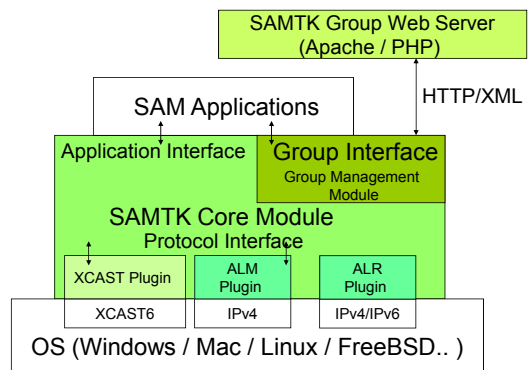 SAMTK Group Web Server
(Apache / PHP)
HTTP/XML
SAM Applications
Application Interface
Group Interface
Group Management
Module
SAMTK Core Module
Protocol Interface
XCAST Plugin
ALM
Plugin
ALR
Plugin
XCAST6
IPv4
IPv4/IPv6
OS (Windows / Mac / Linux / FreeBSD.. )